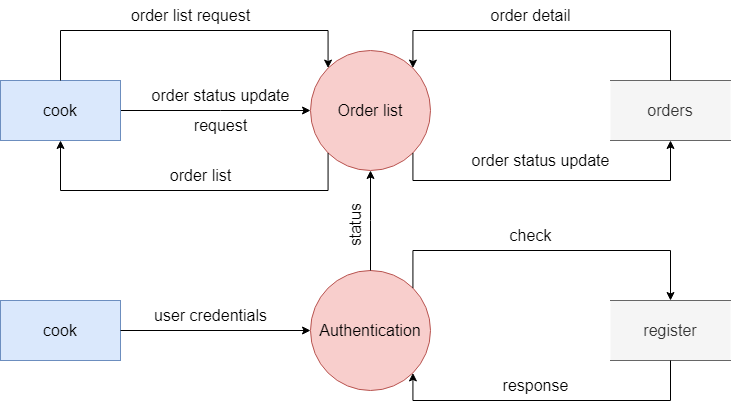 order list request
order detail
cook
order status update
request
Order list
orders
order list
order status update
status
check
cook
user credentials
Authentication
register
response